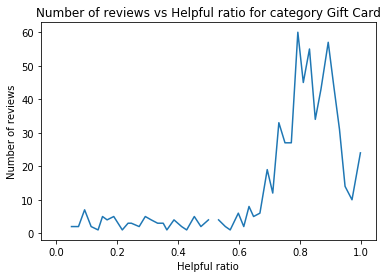 Number of reviews vs Helpful ratio for category Gift Card
60
50
40
30
20
10
0
Number of reviews
0.0 0.2 0.4 0.6 0.8 1.0
Helpful ratio